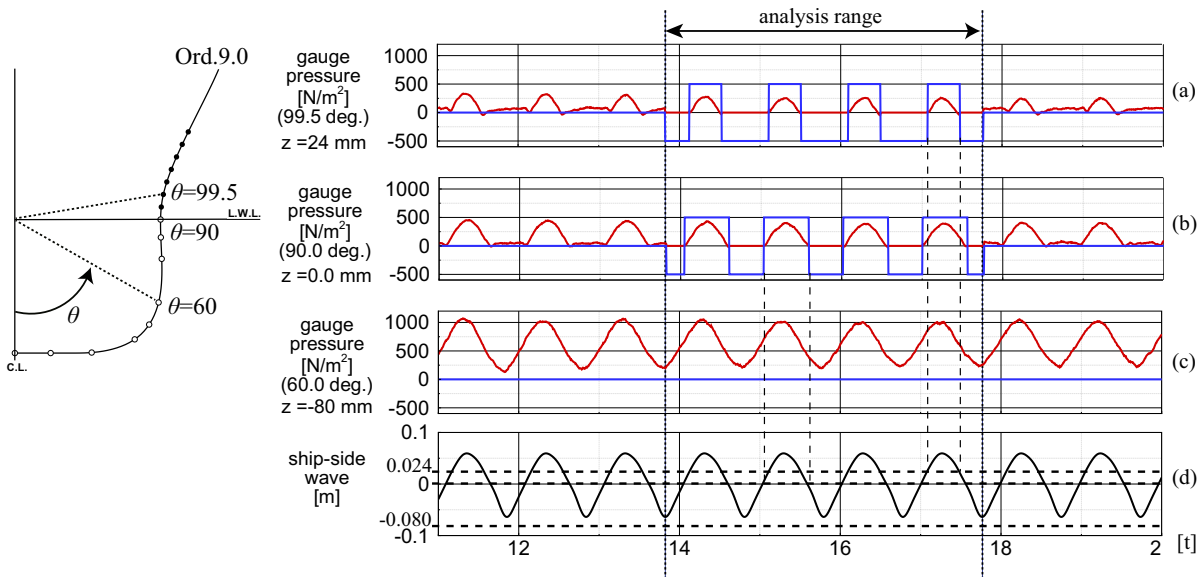 analysis range
Ord.9.0
θ=99.5
L.W.L.
θ=90
θ=60
θ
C.L.
gauge
pressure
[N/m²]
(99.5 deg.)
z = 24 mm
1000
500
0
-500
(a)
gauge
pressure
[N/m²]
(90.0 deg.)
z = 0.0 mm
1000
500
0
-500
(b)
gauge
pressure
[N/m²]
(60.0 deg.)
z =-80 mm
1000
500
0
-500
(c)
ship-side
wave
[m]
0.1
0.024
0
-0.080
-0.1
(d)
12 14 16 18 2 [t]